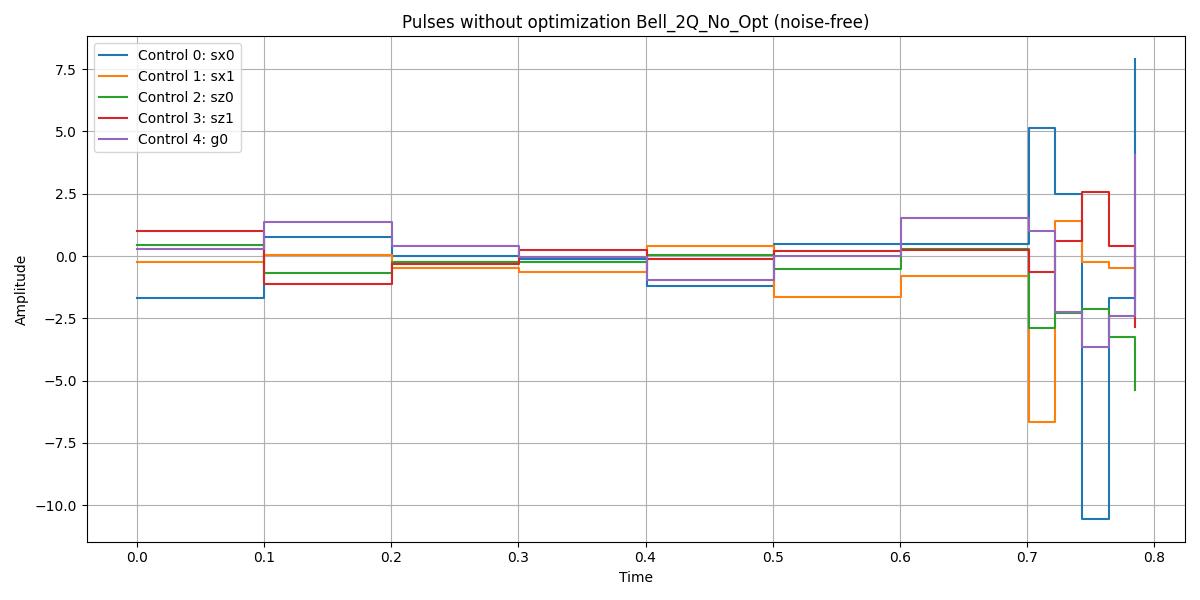 Pulses without optimization Bell_2Q_No_Opt (noise-free)
Control 0: sx0
Control 1: sx1
Control 2: sz0
Control 3: sz1
Control 4: g0
7.5
5.0
2.5
0.0
−2.5
−5.0
−7.5
−10.0
Amplitude
0.0 0.1 0.2 0.3 0.4 0.5 0.6 0.7 0.8
Time